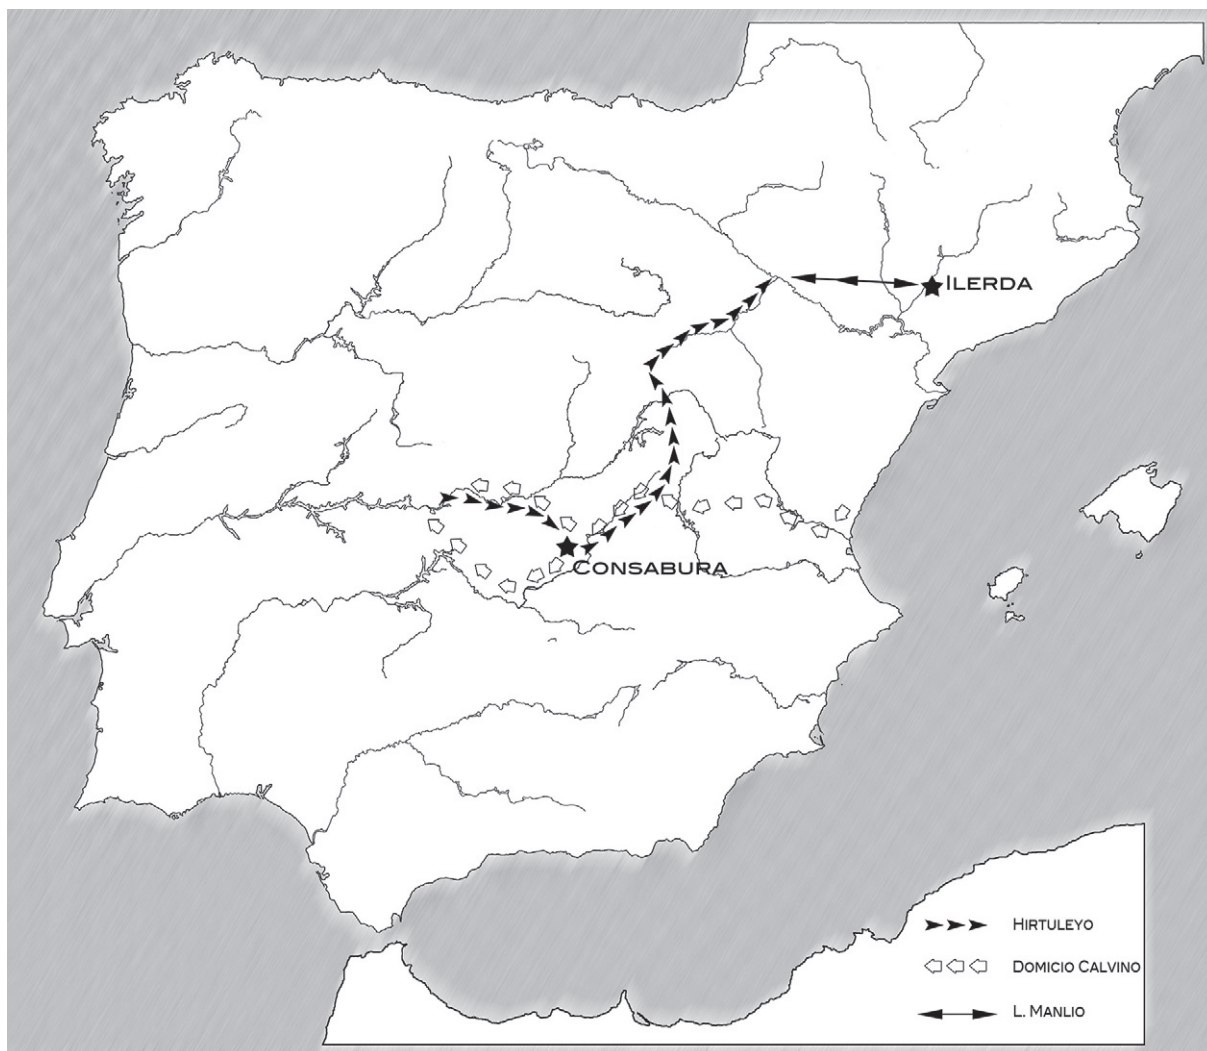 ILERDA
CONSABURA
HIRTULEYO
DOMICIO CALVINO
L. MANLIO